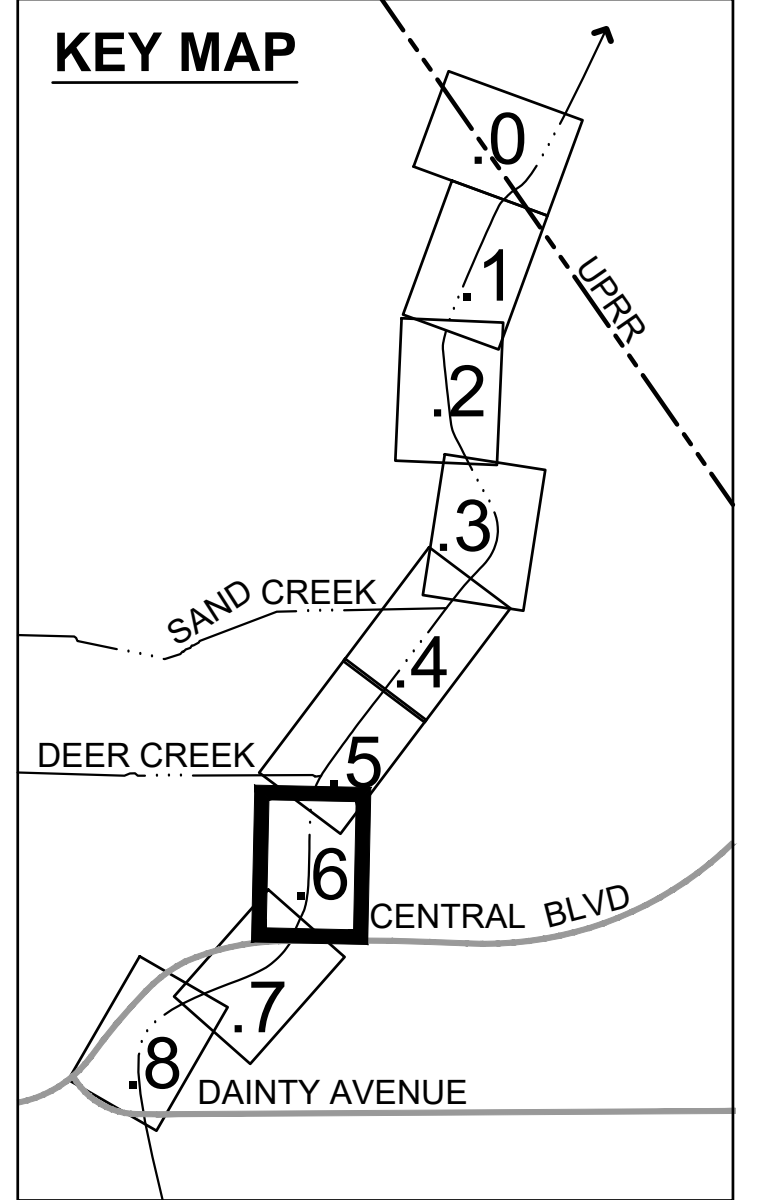 KEY MAP
.0
.1
UPRR
.2
.3
SAND CREEK
.4
DEER CREEK
.5
.6
CENTRAL BLVD
.7
.8
DAINTY AVENUE